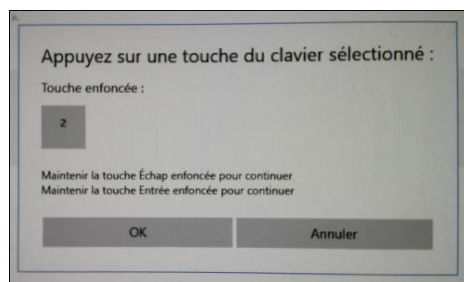 Appuyez sur une touche du clavier sélectionné :
Touche enfoncée :
2
Maintenir la touche Échap enfoncée pour continuer
Maintenir la touche Entrée enfoncée pour continuer
OK
Annuler